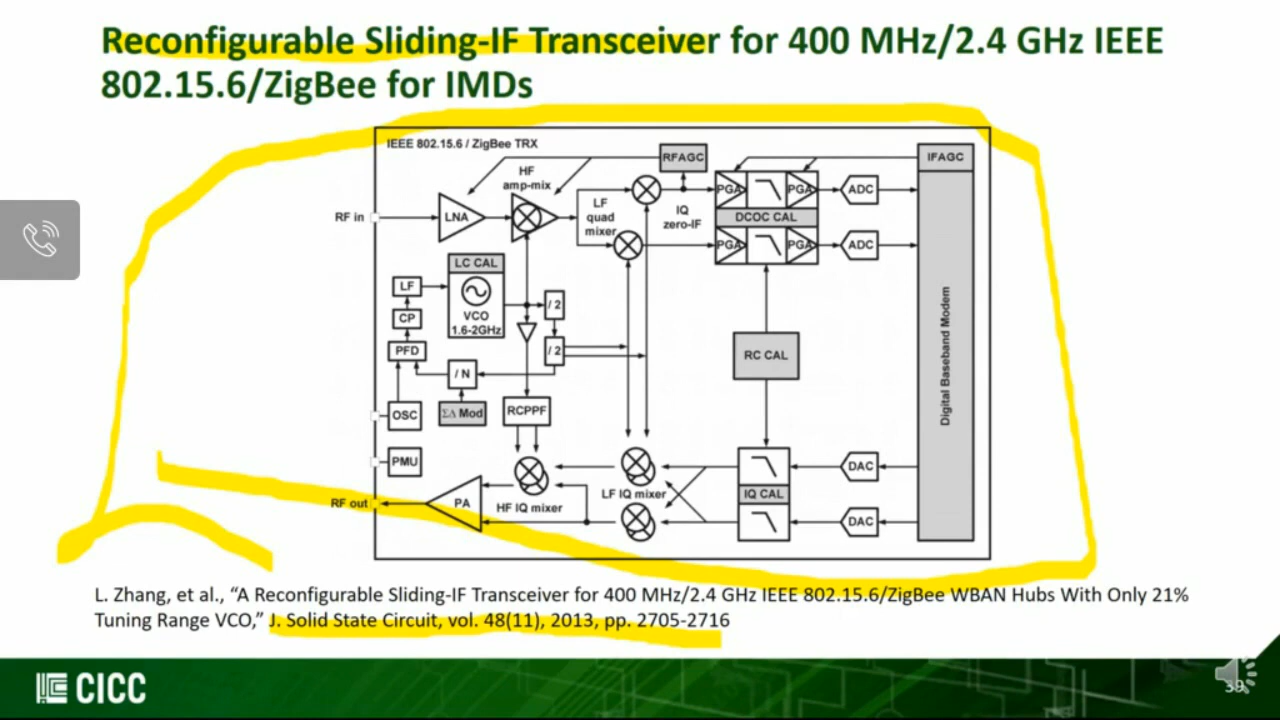 Reconfigurable Sliding-IF Transceiver for 400 MHz/2.4 GHz IEEE
802.15.6/ZigBee for IMDs
IEEE 802.15.6 / ZigBee TRX
RFAGC
IFAGC
HF
amp-mix
LF
quad
mixer
IQ
zero-IF
PGA
PGA
ADC
RF in
LNA
DCOC CAL
PGA
PGA
ADC
LC CAL
VCO
1.6-2GHz
LF
CP
PFD
/ 2
/ 2
/ N
ΣΔ Mod
OSC
RCPPF
RC CAL
Digital Baseband Modem
PMU
DAC
RF out
PA
HF IQ mixer
LF IQ mixer
IQ CAL
DAC
L. Zhang, et al., “A Reconfigurable Sliding-IF Transceiver for 400 MHz/2.4 GHz IEEE 802.15.6/ZigBee WBAN Hubs With Only 21%
Tuning Range VCO,” J. Solid State Circuit, vol. 48(11), 2013, pp. 2705-2716
CICC
39